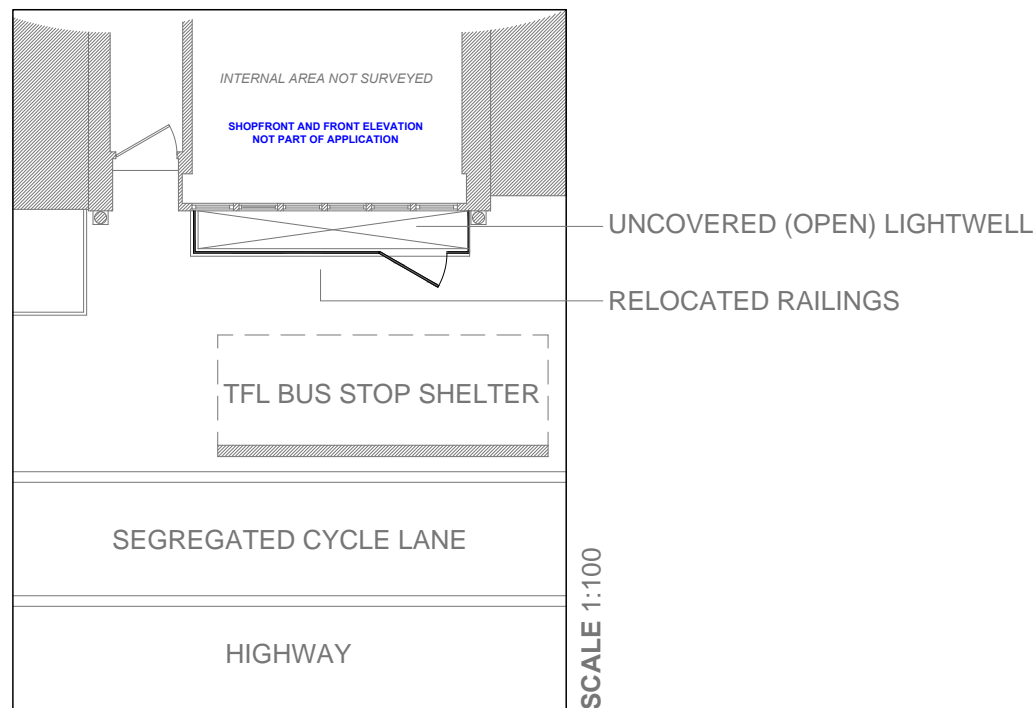 INTERNAL AREA NOT SURVEYED
SHOPFRONT AND FRONT ELEVATION
NOT PART OF APPLICATION
UNCOVERED (OPEN) LIGHTWELL
RELOCATED RAILINGS
TFL BUS STOP SHELTER
SEGREGATED CYCLE LANE
HIGHWAY
SCALE 1:100